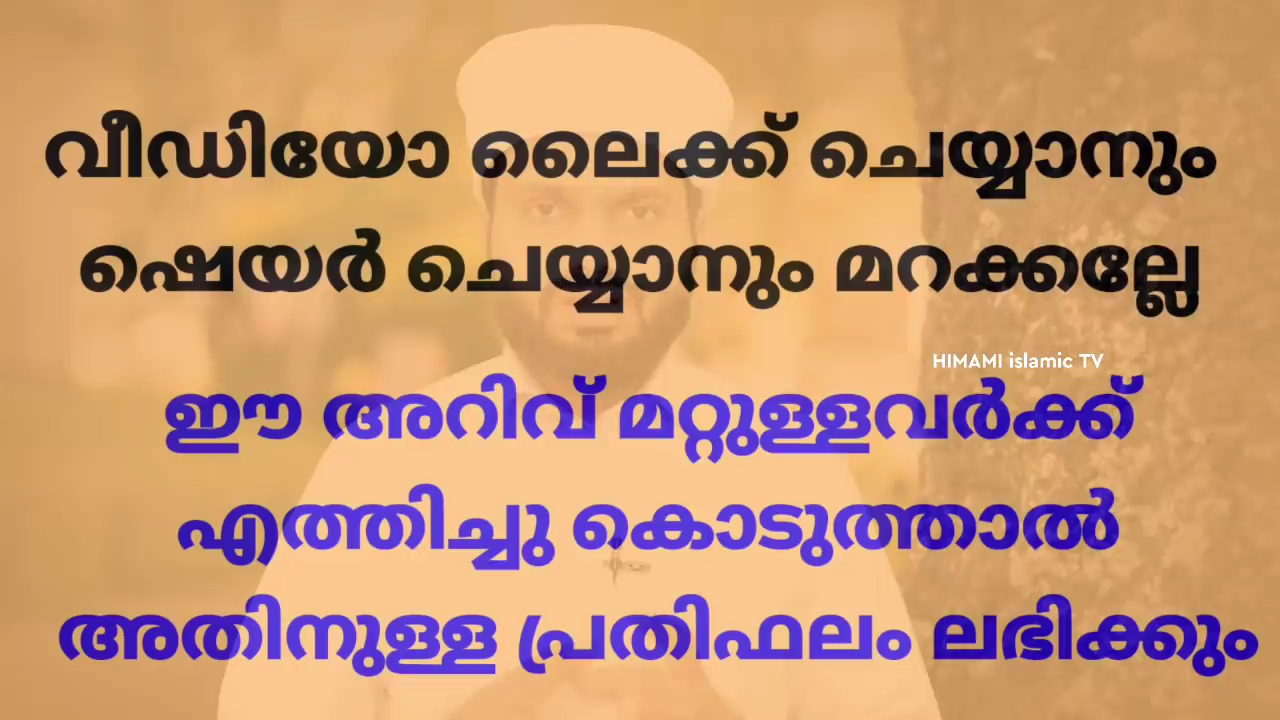 വീഡിയോ ലൈക്ക് ചെയ്യാനും
ഷെയർ ചെയ്യാനും മറക്കല്ലേ
HIMAMI islamic TV
ഈ അറിവ് മറ്റുള്ളവർക്ക്
എത്തിച്ചു കൊടുത്താൽ
അതിനുള്ള പ്രതിഫലം ലഭിക്കും